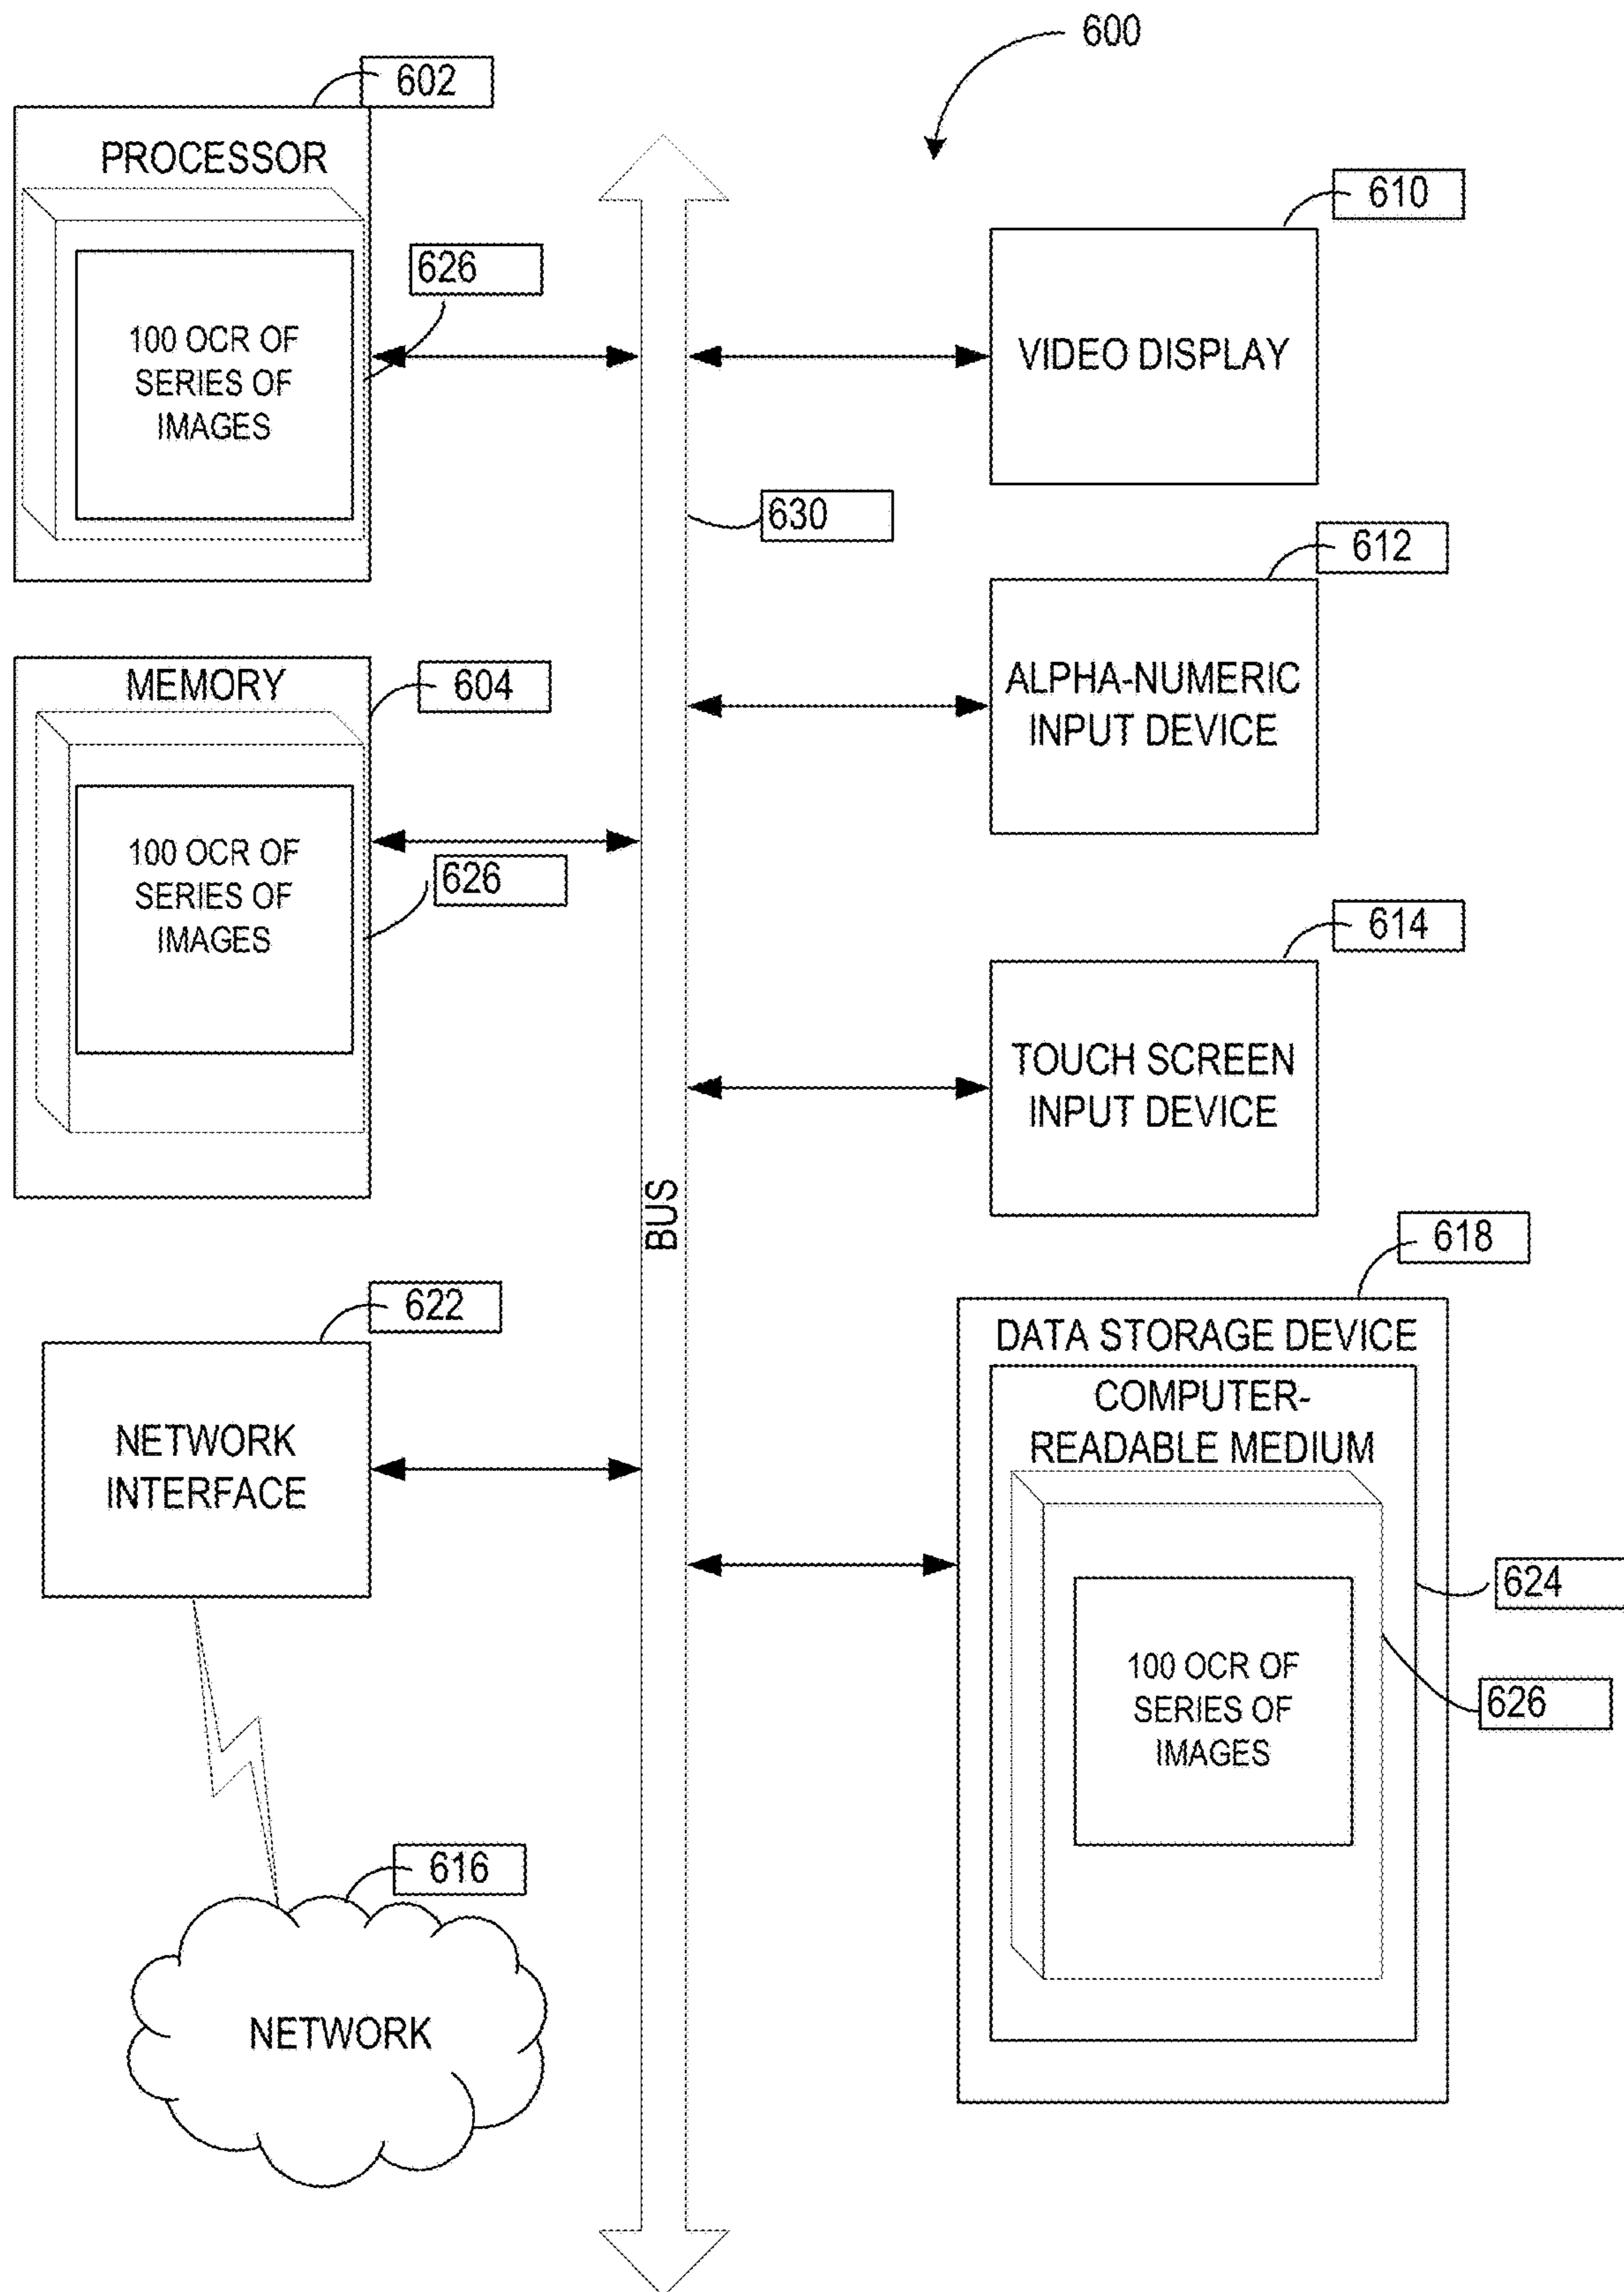 600
602
PROCESSOR
626
100 OCR OF
SERIES OF
IMAGES
610
VIDEO DISPLAY
630
612
ALPHA-NUMERIC
INPUT DEVICE
MEMORY
604
100 OCR OF
SERIES OF
IMAGES
626
614
TOUCH SCREEN
INPUT DEVICE
BUS
622
NETWORK
INTERFACE
618
DATA STORAGE DEVICE
COMPUTER-
READABLE MEDIUM
624
100 OCR OF
SERIES OF
IMAGES
626
616
NETWORK